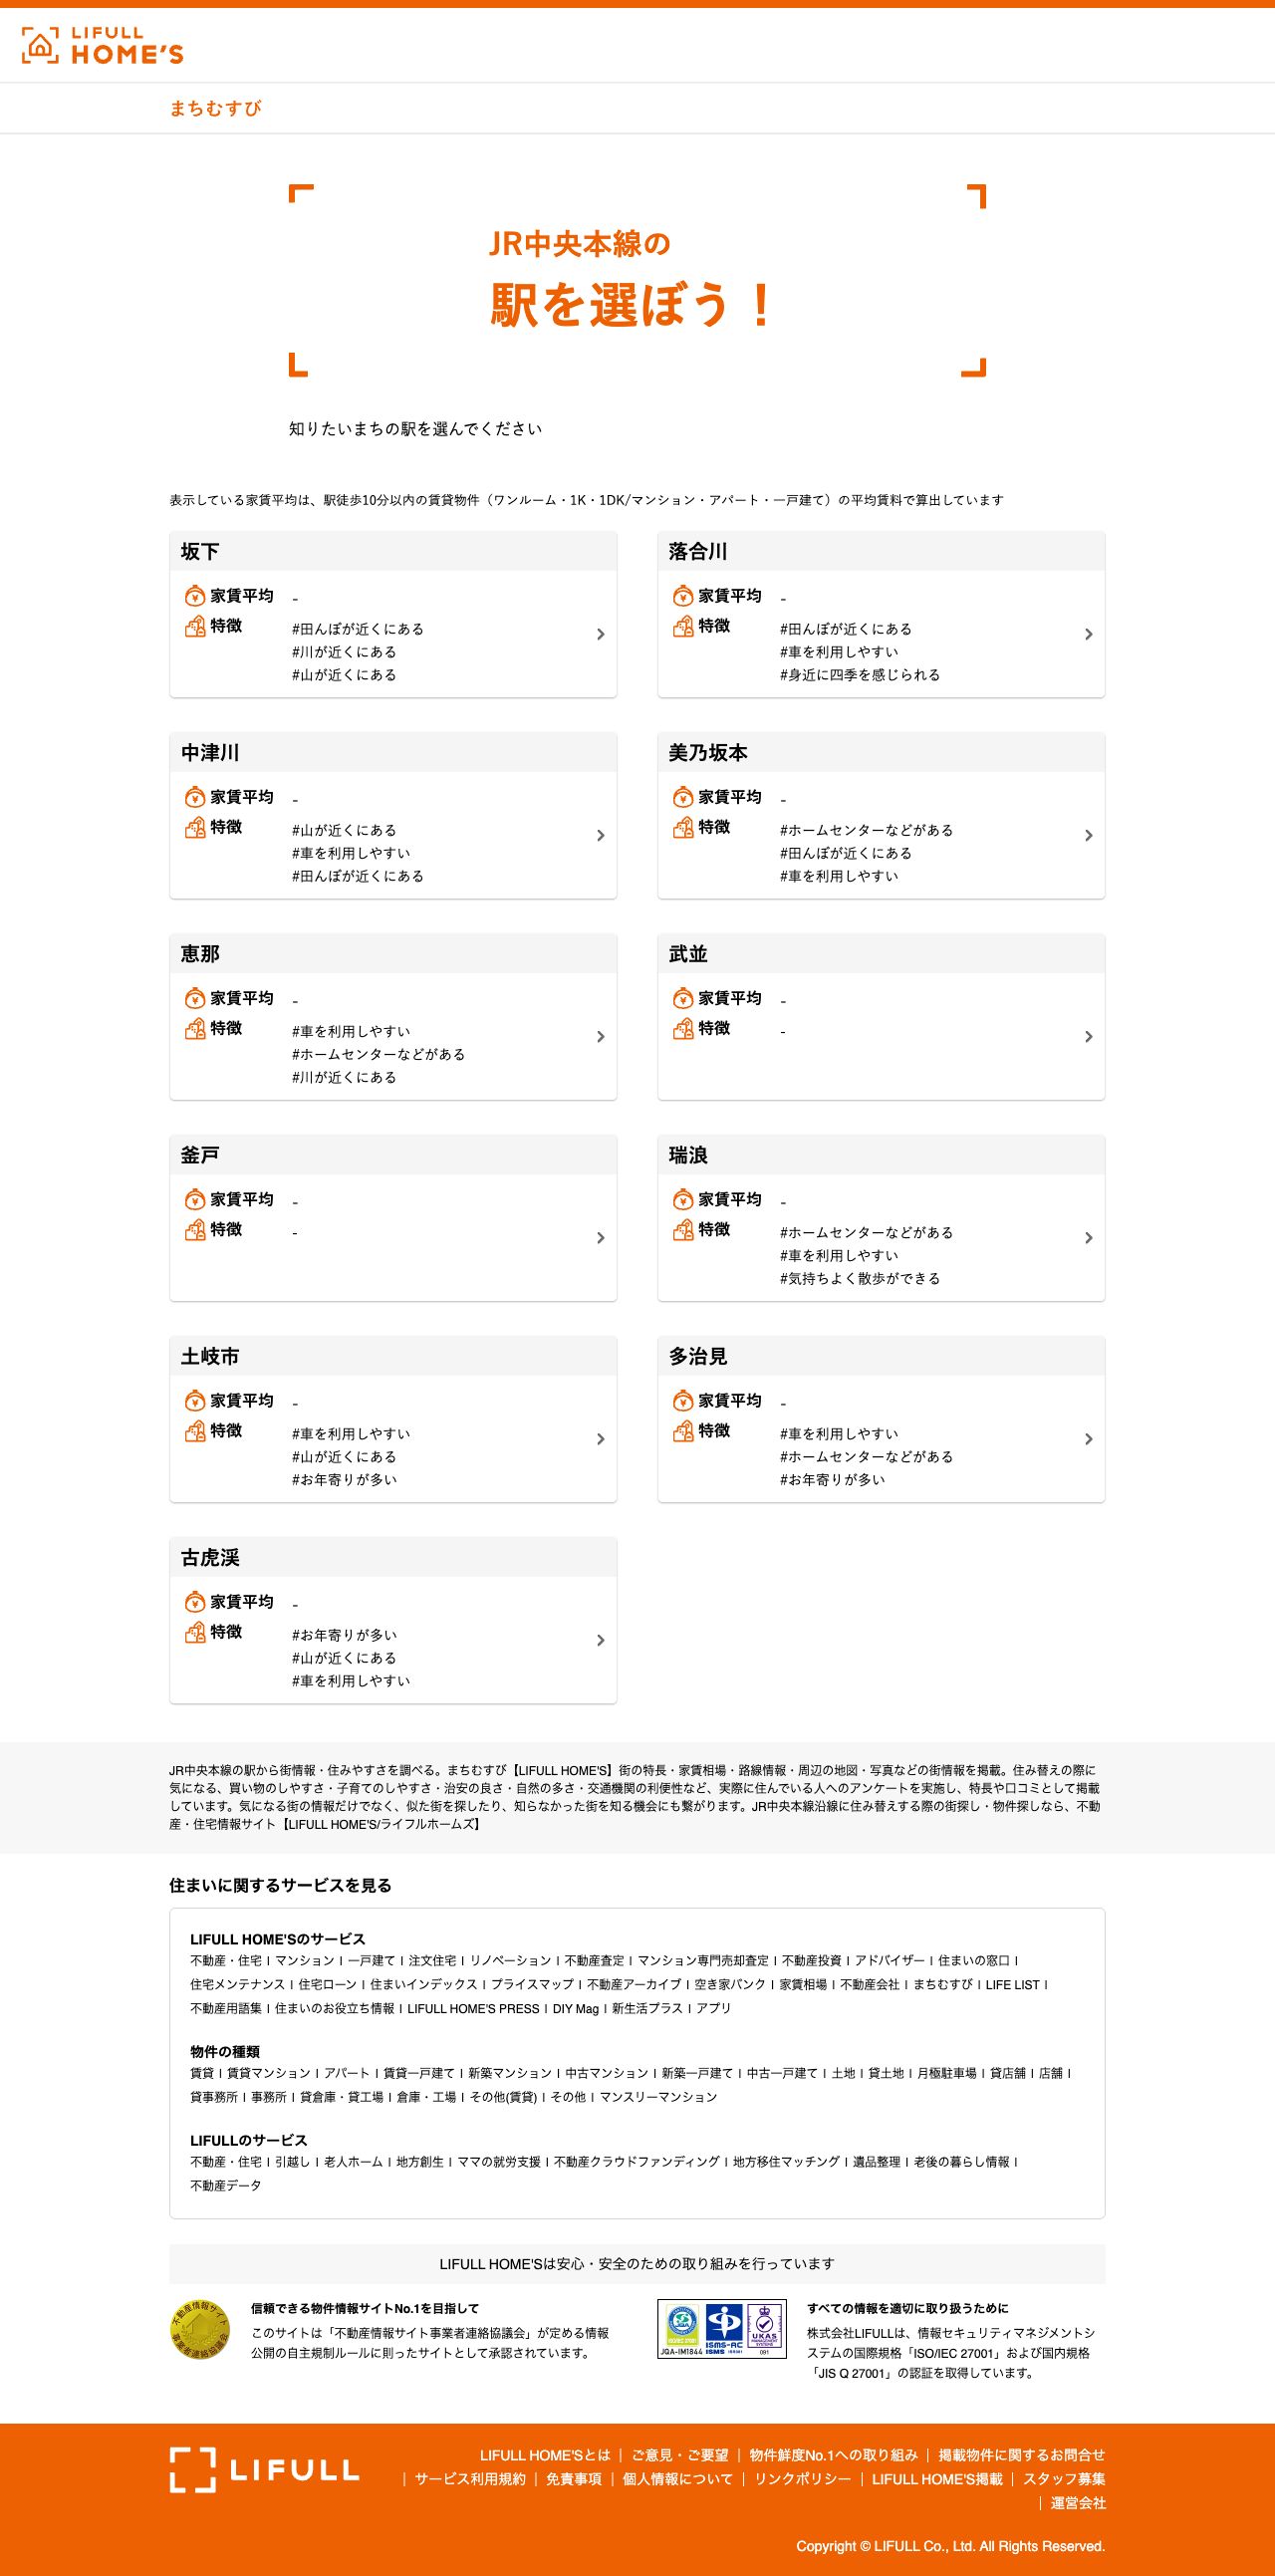 LIFULL
HOME'S
まちむすび
JR中央本線の
駅を選ぼう！
知りたいまちの駅を選んでください
表示している家賃平均は、駅徒歩10分以内の賃貸物件（ワンルーム・1K・1DK/マンション・アパート・一戸建て）の平均賃料で算出しています
坂下
家賃平均 -
特徴 #田んぼが近くにある
#川が近くにある
#山が近くにある
落合川
家賃平均 -
特徴 #田んぼが近くにある
#車を利用しやすい
#身近に四季を感じられる
中津川
家賃平均 -
特徴 #山が近くにある
#車を利用しやすい
#田んぼが近くにある
美乃坂本
家賃平均 -
特徴 #ホームセンターなどがある
#田んぼが近くにある
#車を利用しやすい
恵那
家賃平均 -
特徴 #車を利用しやすい
#ホームセンターなどがある
#川が近くにある
武並
家賃平均 -
特徴 -
釜戸
家賃平均 -
特徴 -
瑞浪
家賃平均 -
特徴 #ホームセンターなどがある
#車を利用しやすい
#気持ちよく散歩ができる
土岐市
家賃平均 -
特徴 #車を利用しやすい
#山が近くにある
#お年寄りが多い
多治見
家賃平均 -
特徴 #車を利用しやすい
#ホームセンターなどがある
#お年寄りが多い
古虎渓
家賃平均 -
特徴 #お年寄りが多い
#山が近くにある
#車を利用しやすい
JR中央本線の駅から街情報・住みやすさを調べる。まちむすび【LIFULL HOME'S】街の特長・家賃相場・路線情報・周辺の地図・写真などの街情報を掲載。住み替えの際に
気になる、買い物のしやすさ・子育てのしやすさ・治安の良さ・自然の多さ・交通機関の利便性など、実際に住んでいる人へのアンケートを実施し、特長や口コミとして掲載
しています。気になる街の情報だけでなく、似た街を探したり、知らなかった街を知る機会にも繋がります。JR中央本線沿線に住み替えする際の街探し・物件探しなら、不動
産・住宅情報サイト【LIFULL HOME'S/ライフルホームズ】
住まいに関するサービスを見る
LIFULL HOME'Sのサービス
不動産・住宅 | マンション | 一戸建て | 注文住宅 | リノベーション | 不動産査定 | マンション専門売却査定 | 不動産投資 | アドバイザー | 住まいの窓口 |
住宅メンテナンス | 住宅ローン | 住まいインデックス | プライスマップ | 不動産アーカイブ | 空き家バンク | 家賃相場 | 不動産会社 | まちむすび | LIFE LIST |
不動産用語集 | 住まいのお役立ち情報 | LIFULL HOME'S PRESS | DIY Mag | 新生活プラス | アプリ
物件の種類
賃貸 | 賃貸マンション | アパート | 賃貸一戸建て | 新築マンション | 中古マンション | 新築一戸建て | 中古一戸建て | 土地 | 貸土地 | 月極駐車場 | 貸店舗 | 店舗 |
貸事務所 | 事務所 | 貸倉庫・貸工場 | 倉庫・工場 | その他(賃貸) | その他 | マンスリーマンション
LIFULLのサービス
不動産・住宅 | 引越し | 老人ホーム | 地方創生 | ママの就労支援 | 不動産クラウドファンディング | 地方移住マッチング | 遺品整理 | 老後の暮らし情報 |
不動産データ
LIFULL HOME'Sは安心・安全のための取り組みを行っています
不動産情報サイト
事業者連絡協議会
信頼できる物件情報サイトNo.1を目指して
このサイトは「不動産情報サイト事業者連絡協議会」が定める情報
公開の自主規制ルールに則ったサイトとして承認されています。
JQA-IM1844
ISMS-AC
ISMS
UKAS
MANAGEMENT
SYSTEMS
すべての情報を適切に取り扱うために
株式会社LIFULLは、情報セキュリティマネジメントシ
ステムの国際規格「ISO/IEC 27001」および国内規格
「JIS Q 27001」の認証を取得しています。
LIFULL
LIFULL HOME'Sとは | ご意見・ご要望 | 物件鮮度No.1への取り組み | 掲載物件に関するお問合せ
| サービス利用規約 | 免責事項 | 個人情報について | リンクポリシー | LIFULL HOME'S掲載 | スタッフ募集
| 運営会社
Copyright © LIFULL Co., Ltd. All Rights Reserved.